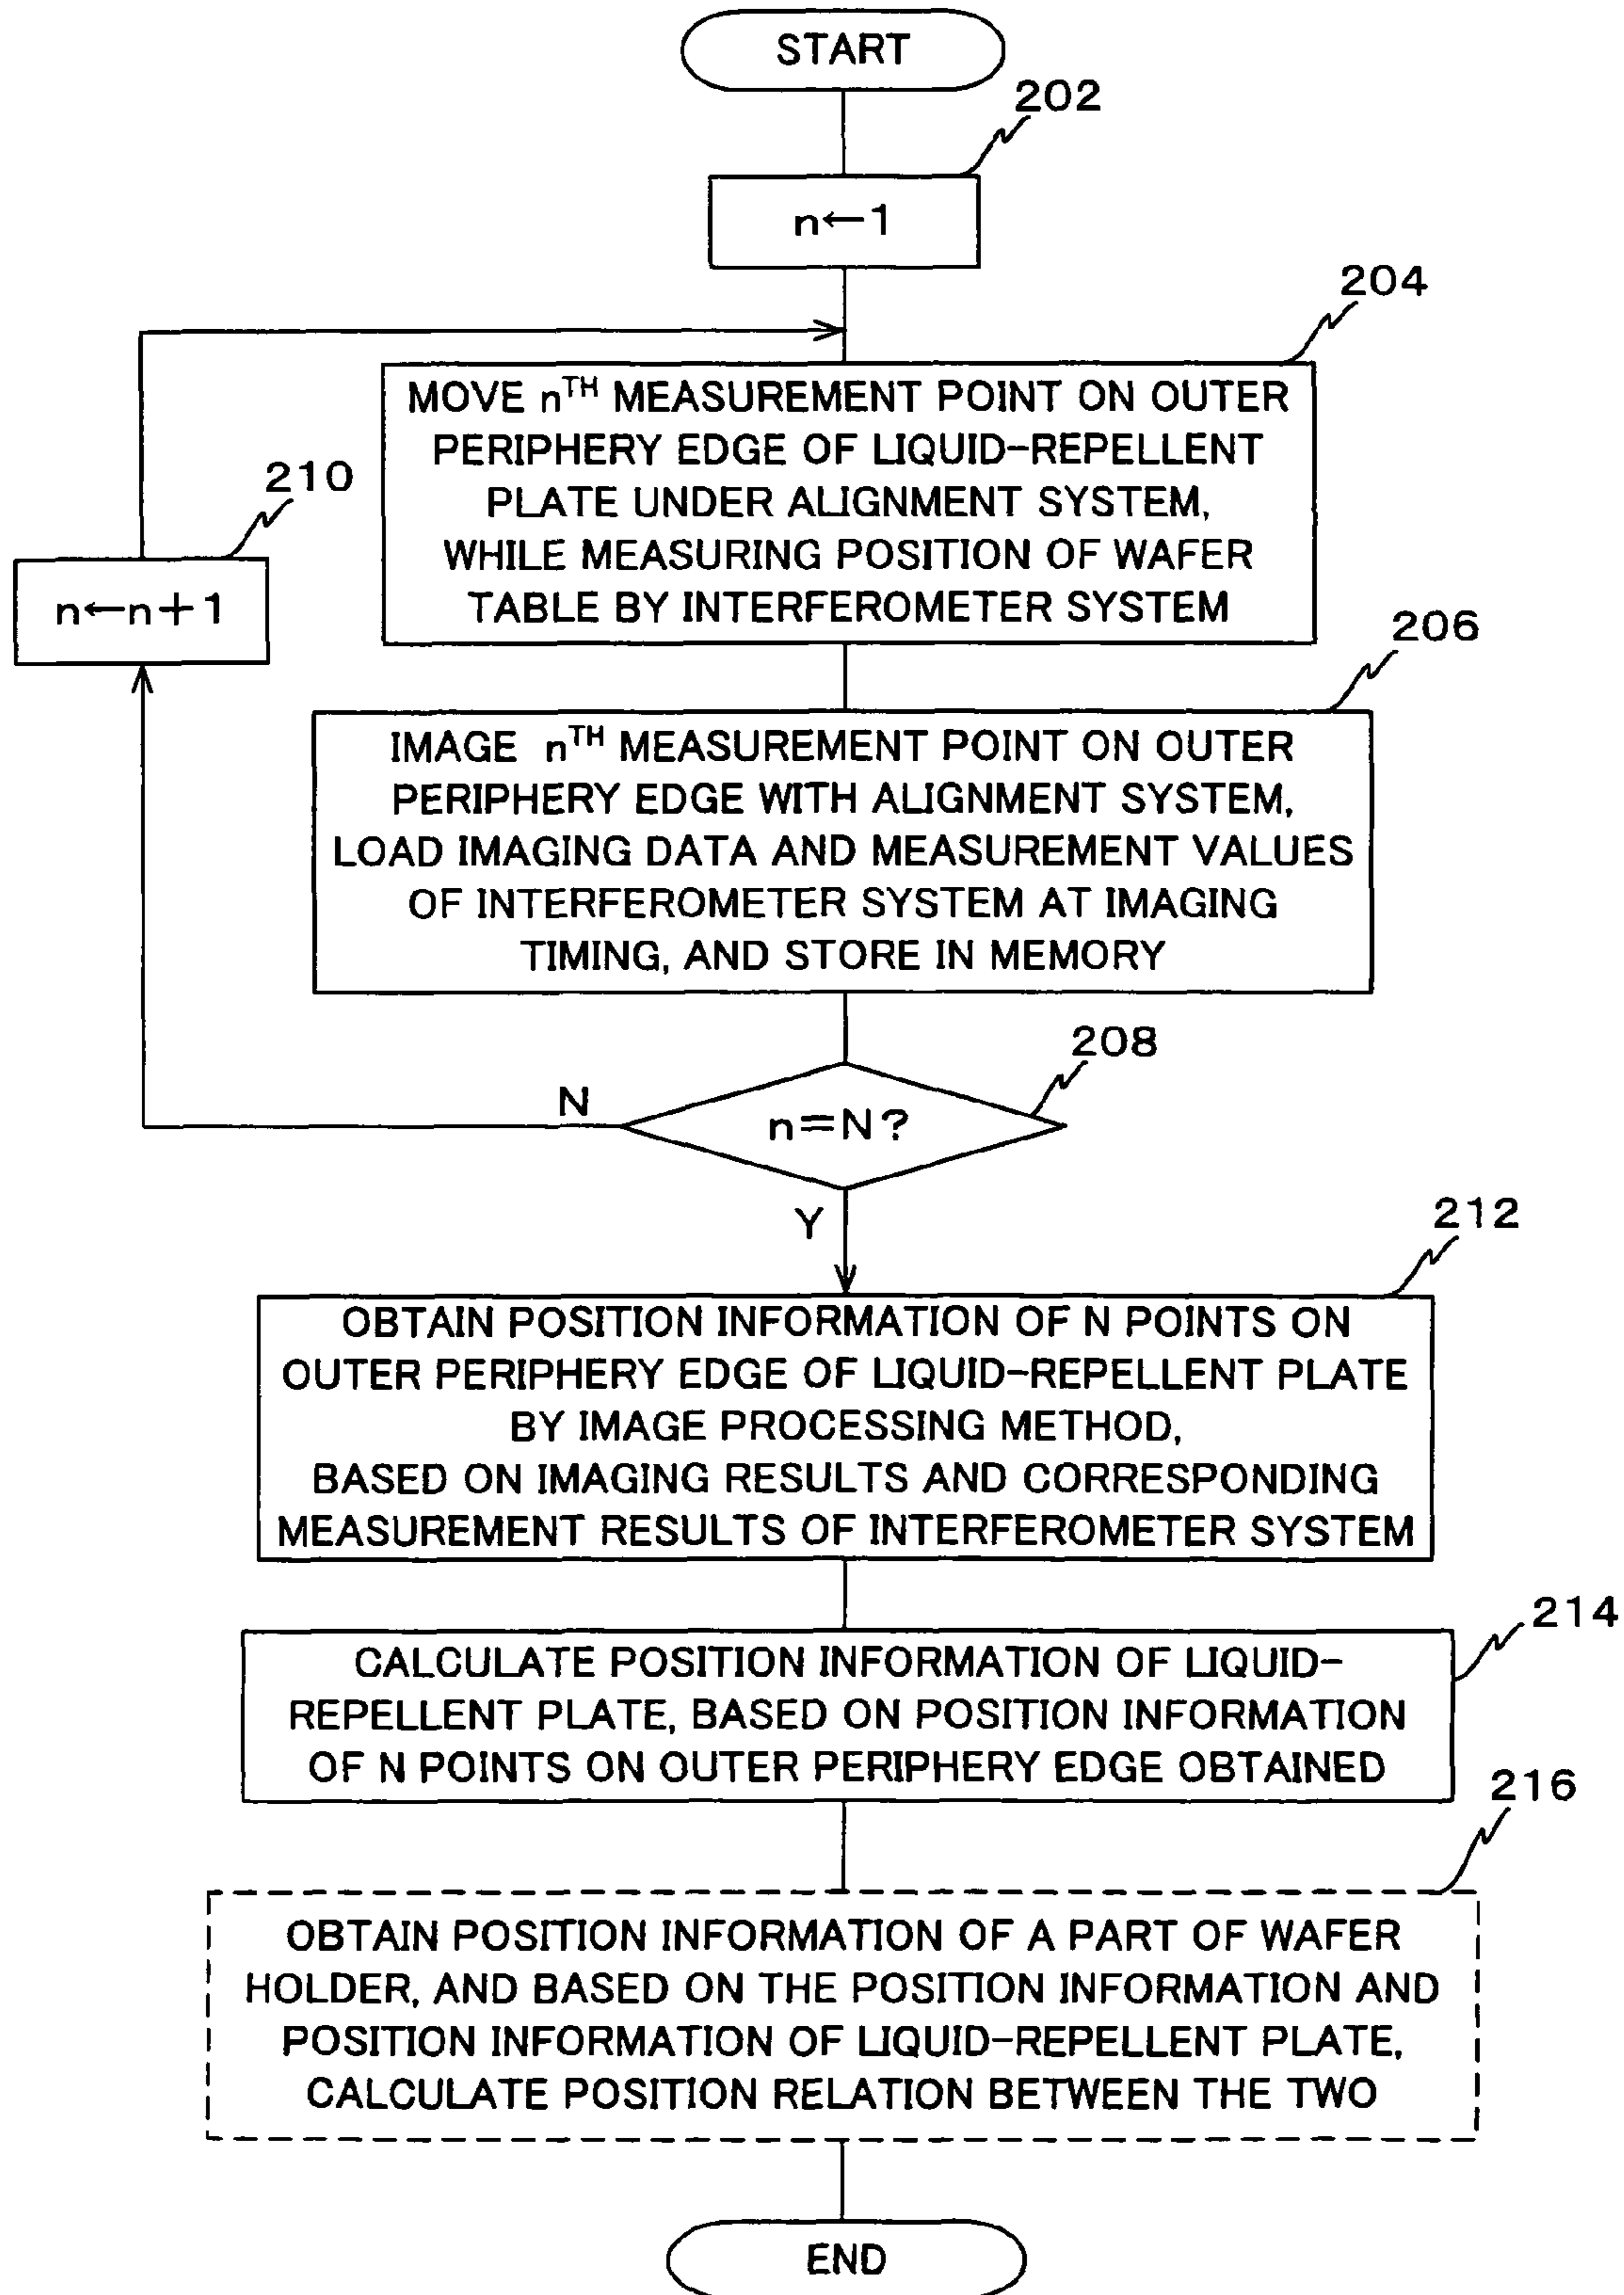 START
202
n←1
204
MOVE nTH MEASUREMENT POINT ON OUTER
PERIPHERY EDGE OF LIQUID-REPELLENT
PLATE UNDER ALIGNMENT SYSTEM,
WHILE MEASURING POSITION OF WAFER
TABLE BY INTERFEROMETER SYSTEM
210
n←n+1
206
IMAGE nTH MEASUREMENT POINT ON OUTER
PERIPHERY EDGE WITH ALIGNMENT SYSTEM,
LOAD IMAGING DATA AND MEASUREMENT VALUES
OF INTERFEROMETER SYSTEM AT IMAGING
TIMING, AND STORE IN MEMORY
208
N
n=N?
Y
212
OBTAIN POSITION INFORMATION OF N POINTS ON
OUTER PERIPHERY EDGE OF LIQUID-REPELLENT PLATE
BY IMAGE PROCESSING METHOD,
BASED ON IMAGING RESULTS AND CORRESPONDING
MEASUREMENT RESULTS OF INTERFEROMETER SYSTEM
214
CALCULATE POSITION INFORMATION OF LIQUID-
REPELLENT PLATE, BASED ON POSITION INFORMATION
OF N POINTS ON OUTER PERIPHERY EDGE OBTAINED
216
OBTAIN POSITION INFORMATION OF A PART OF WAFER
HOLDER, AND BASED ON THE POSITION INFORMATION AND
POSITION INFORMATION OF LIQUID-REPELLENT PLATE,
CALCULATE POSITION RELATION BETWEEN THE TWO
END